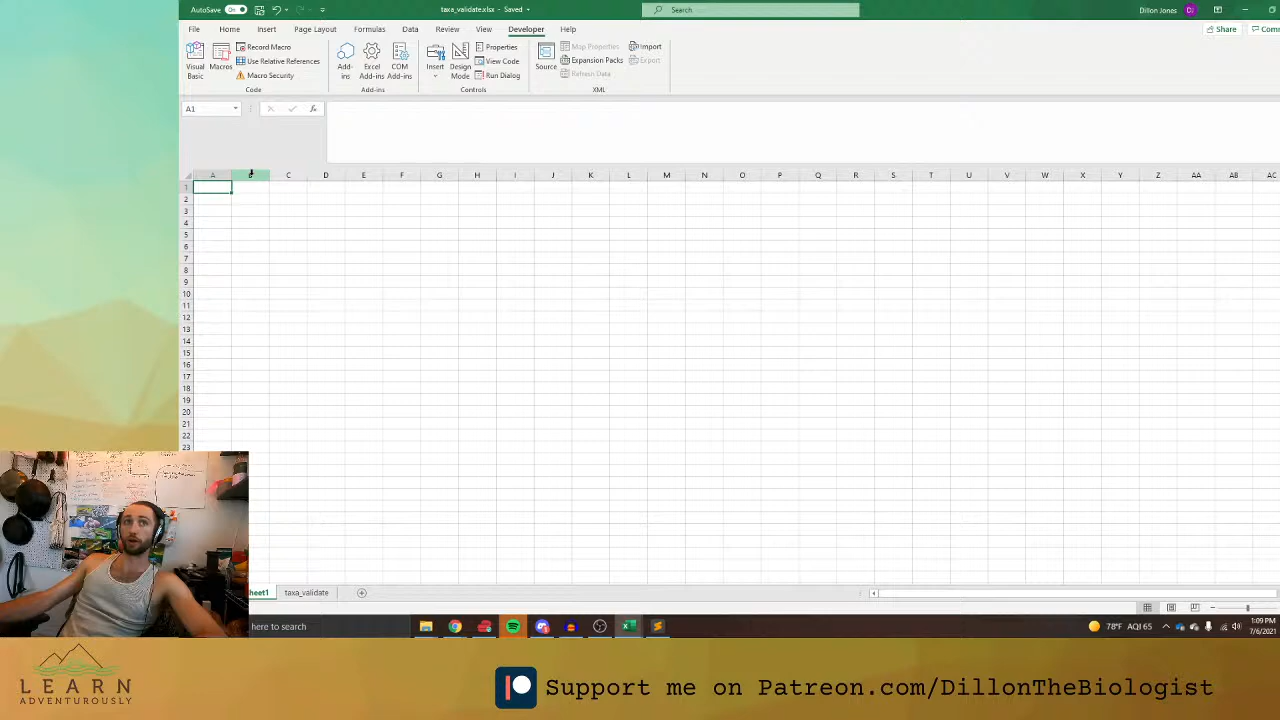 AutoSave On taxa_validate.xlsx - Saved Search Dillon Jones DJ
File Home Insert Page Layout Formulas Data Review View Developer Help Share Com
Record Macro Properties Map Properties Import
Use Relative References View Code Expansion Packs Export
Macro Security Run Dialog Refresh Data
Visual Basic Macros Add-ins Excel Add-ins COM Add-ins Insert Design Mode Source
Code Add-ins Controls XML
A1 fx
A B C D E F G H I J K L M N O P Q R S T U V W X Y Z AA AB AC
1
2
3
4
5
6
7
8
9
10
11
12
13
14
15
16
17
18
19
20
21
22
23
heet1 taxa_validate
here to search 78°F AQI 65 1:09 PM
7/6/2021
LEARN
ADVENTUROUSLY
Support me on Patreon.com/DillonTheBiologist